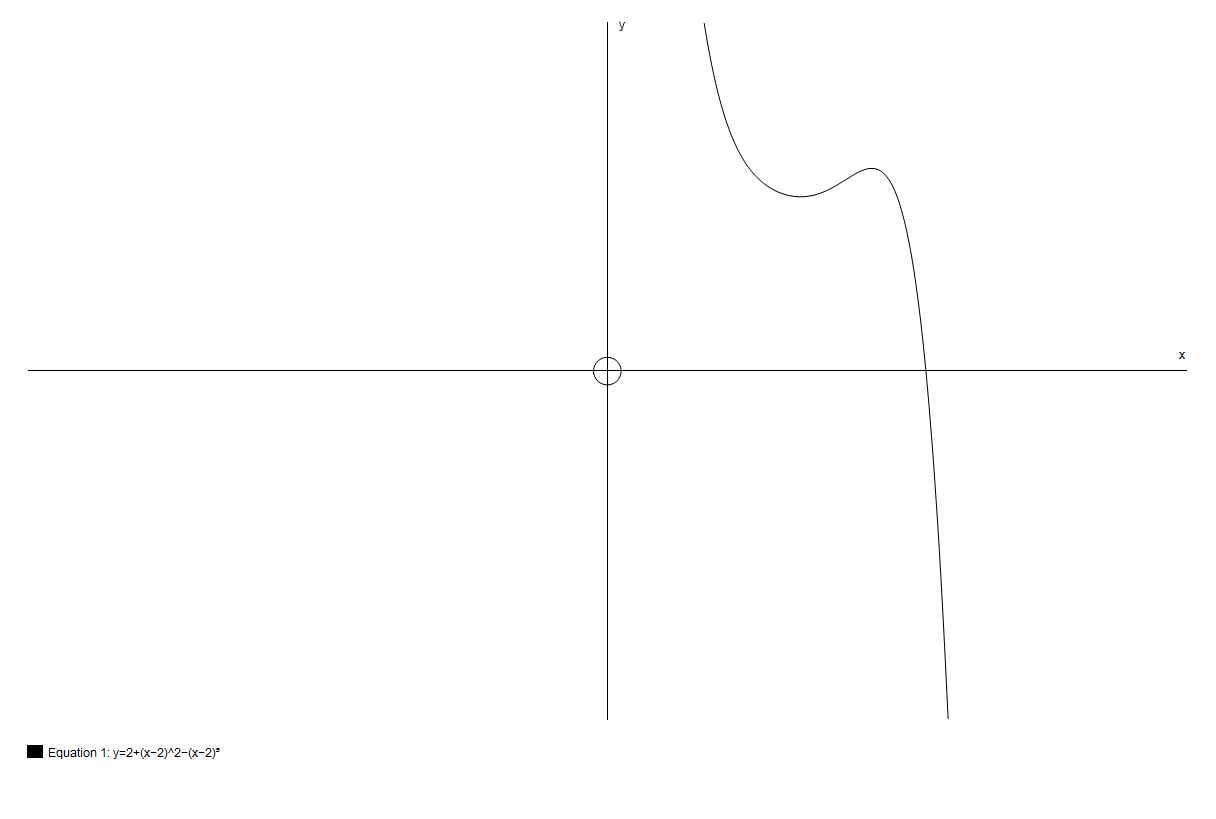 y
x
Equation 1: y=2+(x−2)^2−(x−2)⁵